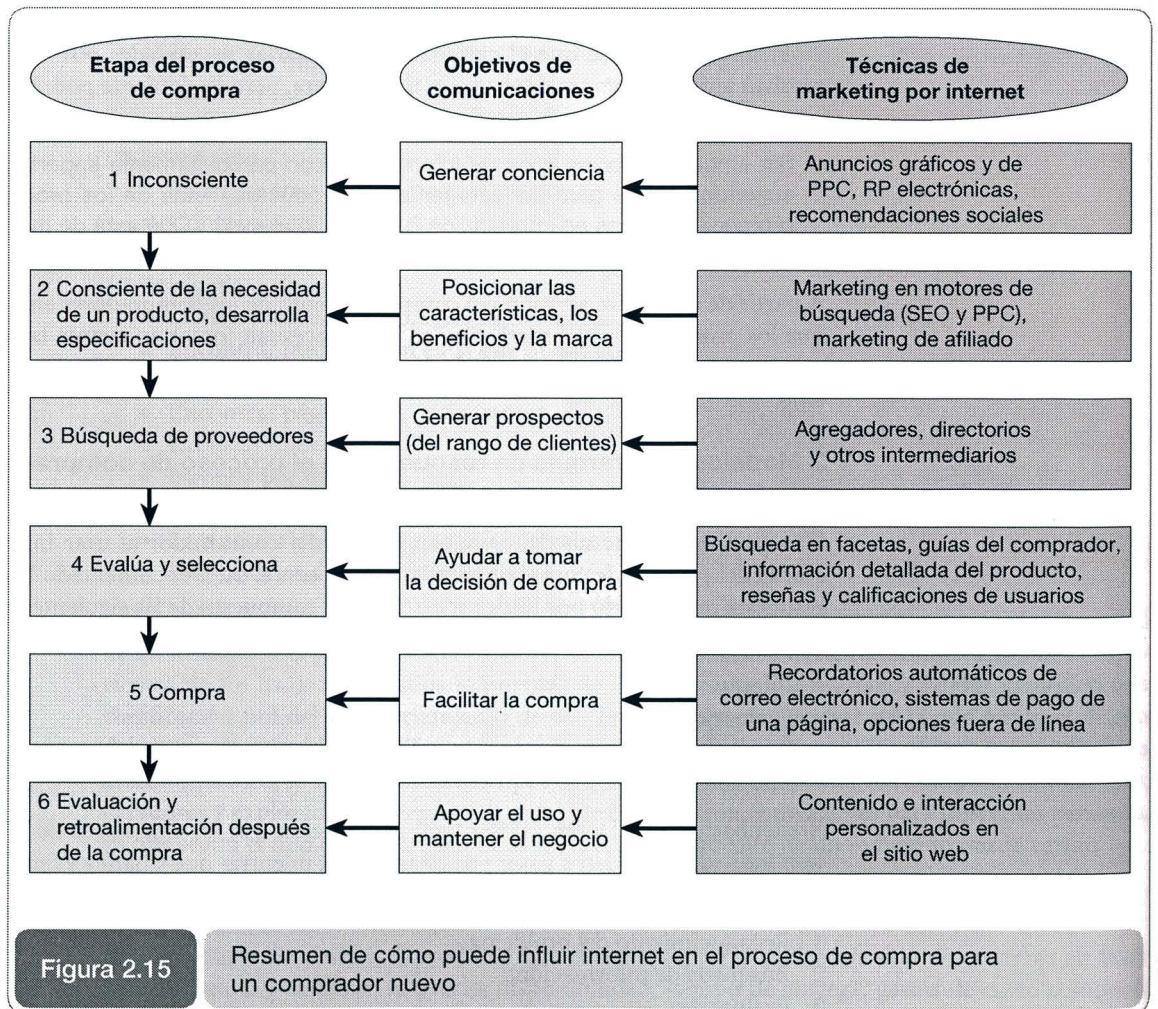 Etapa del proceso
de compra
Objetivos de
comunicaciones
Técnicas de
marketing por internet
1 Inconsciente
Generar conciencia
Anuncios gráficos y de
PPC, RP electrónicas,
recomendaciones sociales
2 Consciente de la necesidad
de un producto, desarrolla
especificaciones
Posicionar las
características, los
beneficios y la marca
Marketing en motores de
búsqueda (SEO y PPC),
marketing de afiliado
3 Búsqueda de proveedores
Generar prospectos
(del rango de clientes)
Agregadores, directorios
y otros intermediarios
4 Evalúa y selecciona
Ayudar a tomar
la decisión de compra
Búsqueda en facetas, guías del comprador,
información detallada del producto,
reseñas y calificaciones de usuarios
5 Compra
Facilitar la compra
Recordatorios automáticos de
correo electrónico, sistemas de pago de
una página, opciones fuera de línea
6 Evaluación y
retroalimentación después
de la compra
Apoyar el uso y
mantener el negocio
Contenido e interacción
personalizados en
el sitio web
Figura 2.15
Resumen de cómo puede influir internet en el proceso de compra para
un comprador nuevo